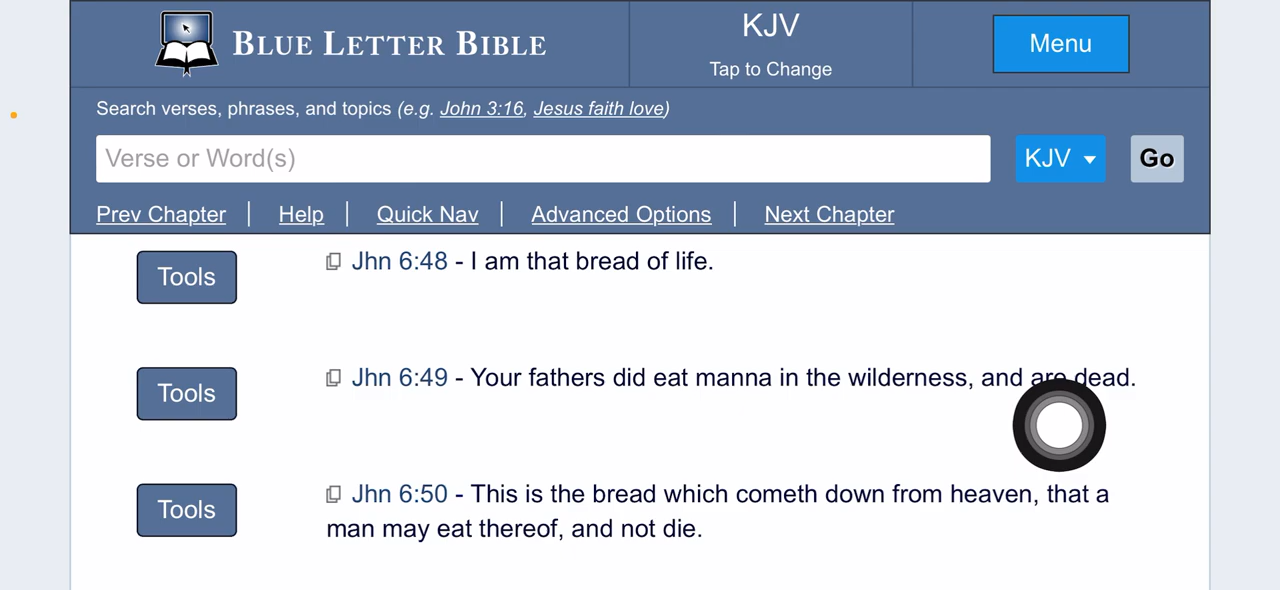 BLUE LETTER BIBLE
KJV
Tap to Change
Menu
Search verses, phrases, and topics (e.g. John 3:16, Jesus faith love)
Verse or Word(s)
KJV
Go
Prev Chapter | Help | Quick Nav | Advanced Options | Next Chapter
Tools
Jhn 6:48 - I am that bread of life.
Tools
Jhn 6:49 - Your fathers did eat manna in the wilderness, and are dead.
Tools
Jhn 6:50 - This is the bread which cometh down from heaven, that a
man may eat thereof, and not die.